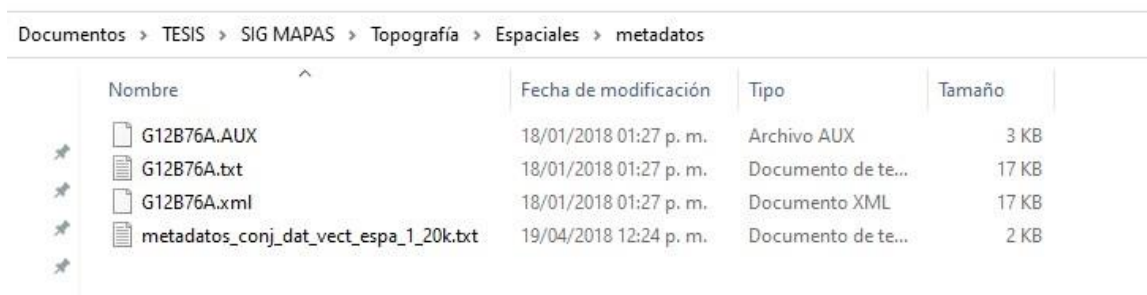 Documentos > TESIS > SIG MAPAS > Topografía > Espaciales > metadatos
Nombre Fecha de modificación Tipo Tamaño
G12B76A.AUX 18/01/2018 01:27 p. m. Archivo AUX 3 KB
G12B76A.txt 18/01/2018 01:27 p. m. Documento de te... 17 KB
G12B76A.xml 18/01/2018 01:27 p. m. Documento XML 17 KB
metadatos_conj_dat_vect_espa_1_20k.txt 19/04/2018 12:24 p. m. Documento de te... 2 KB